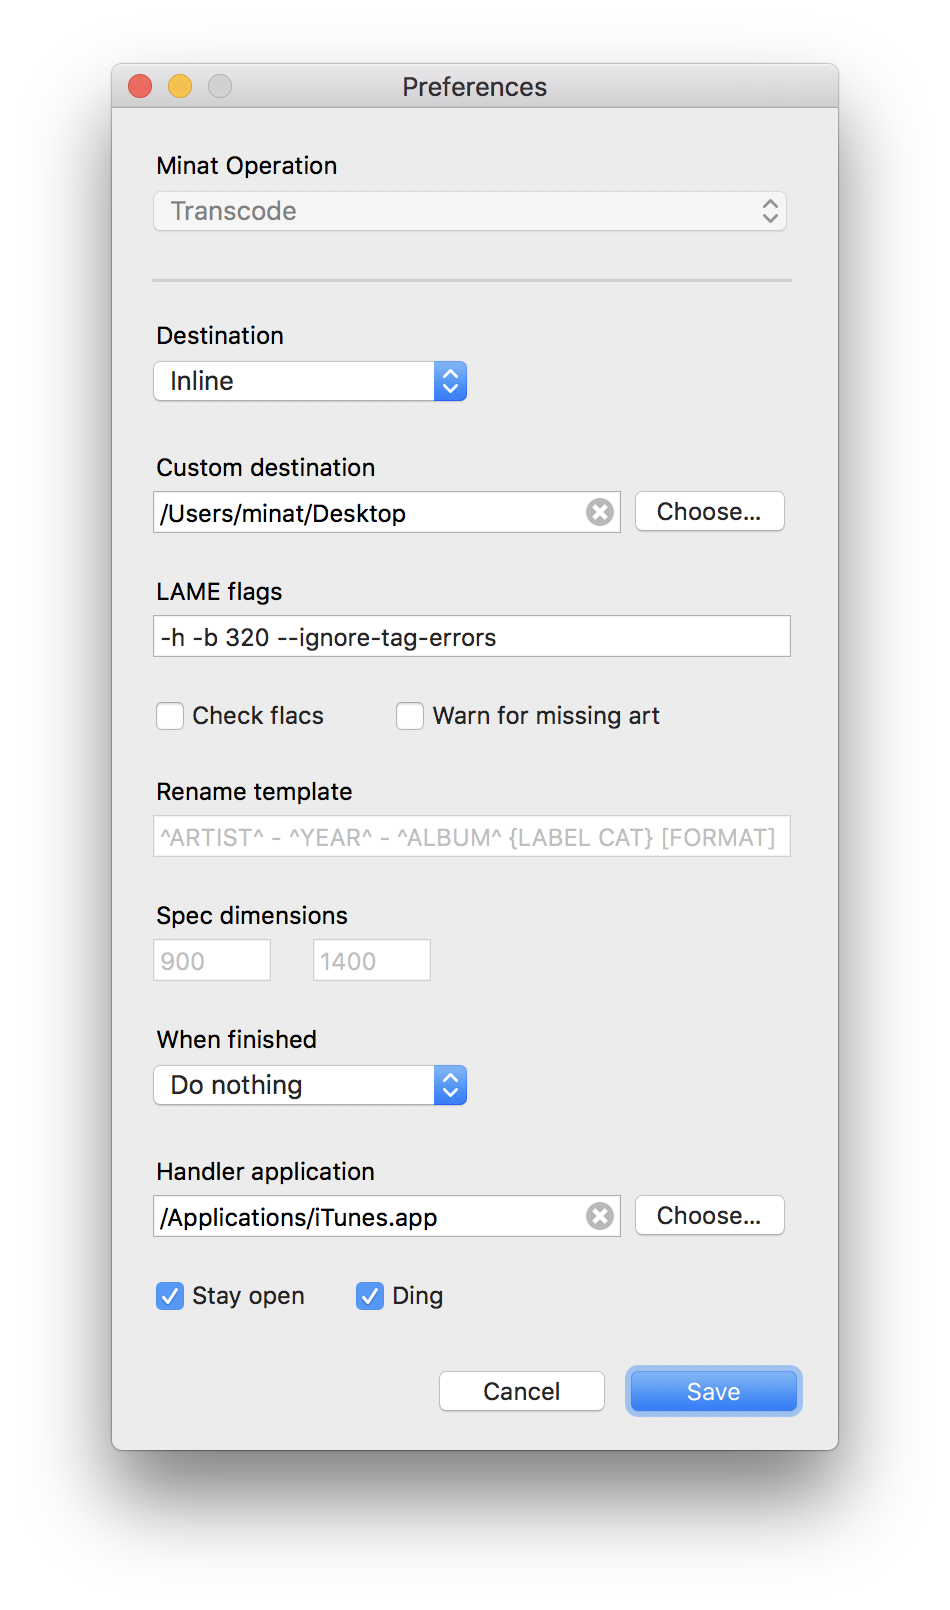 Preferences
Minat Operation
Transcode
Destination
Inline
Custom destination
/Users/minat/Desktop
Choose...
LAME flags
-h -b 320 --ignore-tag-errors
Check flacs Warn for missing art
Rename template
^ARTIST^ - ^YEAR^ - ^ALBUM^ {LABEL CAT} [FORMAT]
Spec dimensions
900 1400
When finished
Do nothing
Handler application
/Applications/iTunes.app
Choose...
Stay open Ding
Cancel Save